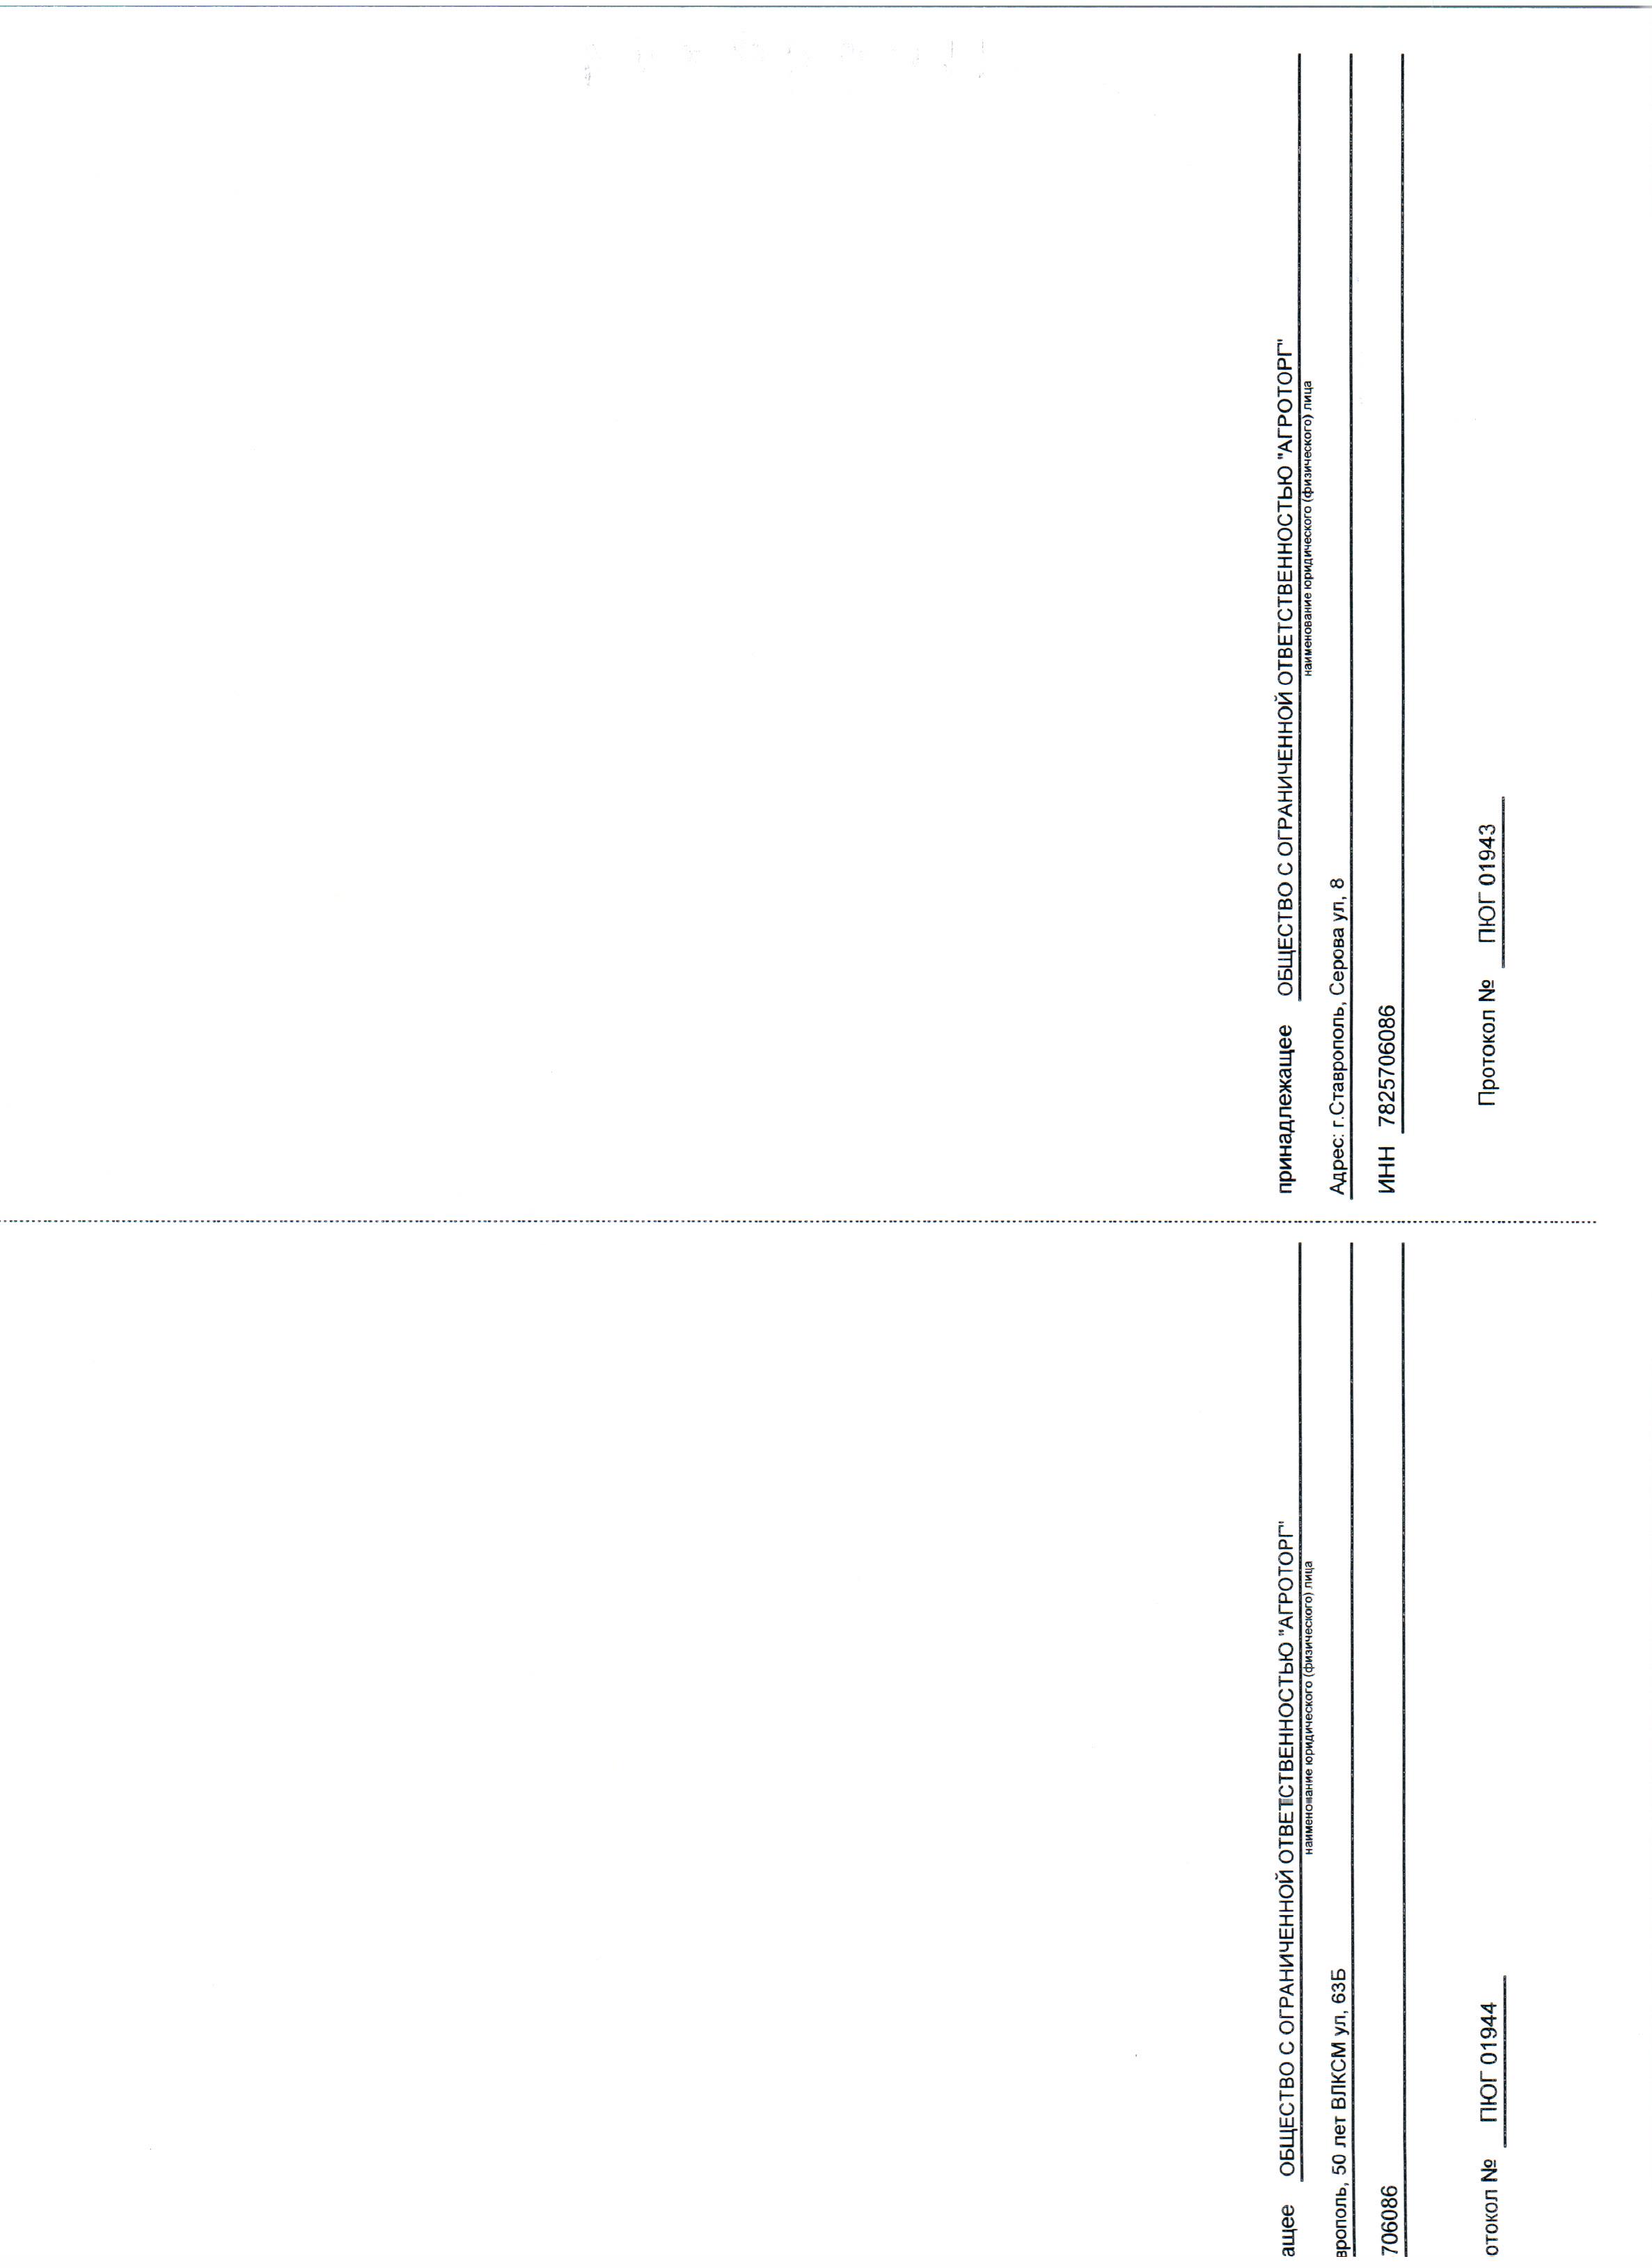 ащее ОБЩЕСТВО С ОГРАНИЧЕННОЙ ОТВЕТСТВЕННОСТЬЮ "АГРОТОРГ"
наименование юридического (физического) лица
врополь, 50 лет ВЛКСМ ул, 63Б
706086
отокол № ПЮГ 01944
принадлежащее ОБЩЕСТВО С ОГРАНИЧЕННОЙ ОТВЕТСТВЕННОСТЬЮ "АГРОТОРГ"
наименование юридического (физического) лица
Адрес: г.Ставрополь, Серова ул, 8
ИНН 7825706086
Протокол № ПЮГ 01943